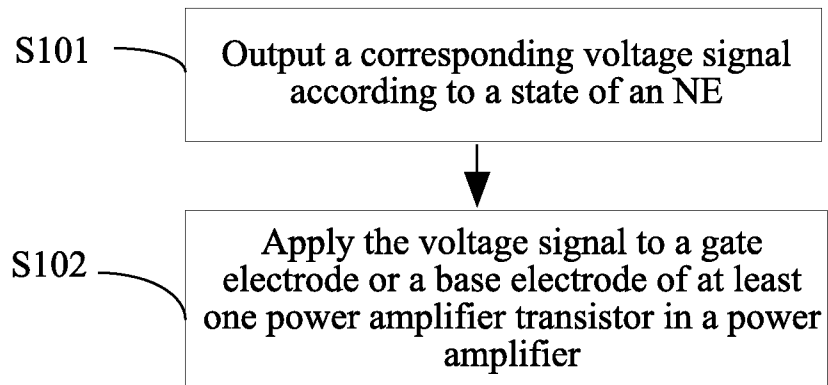 S101
Output a corresponding voltage signal
according to a state of an NE
S102
Apply the voltage signal to a gate
electrode or a base electrode of at least
one power amplifier transistor in a power
amplifier